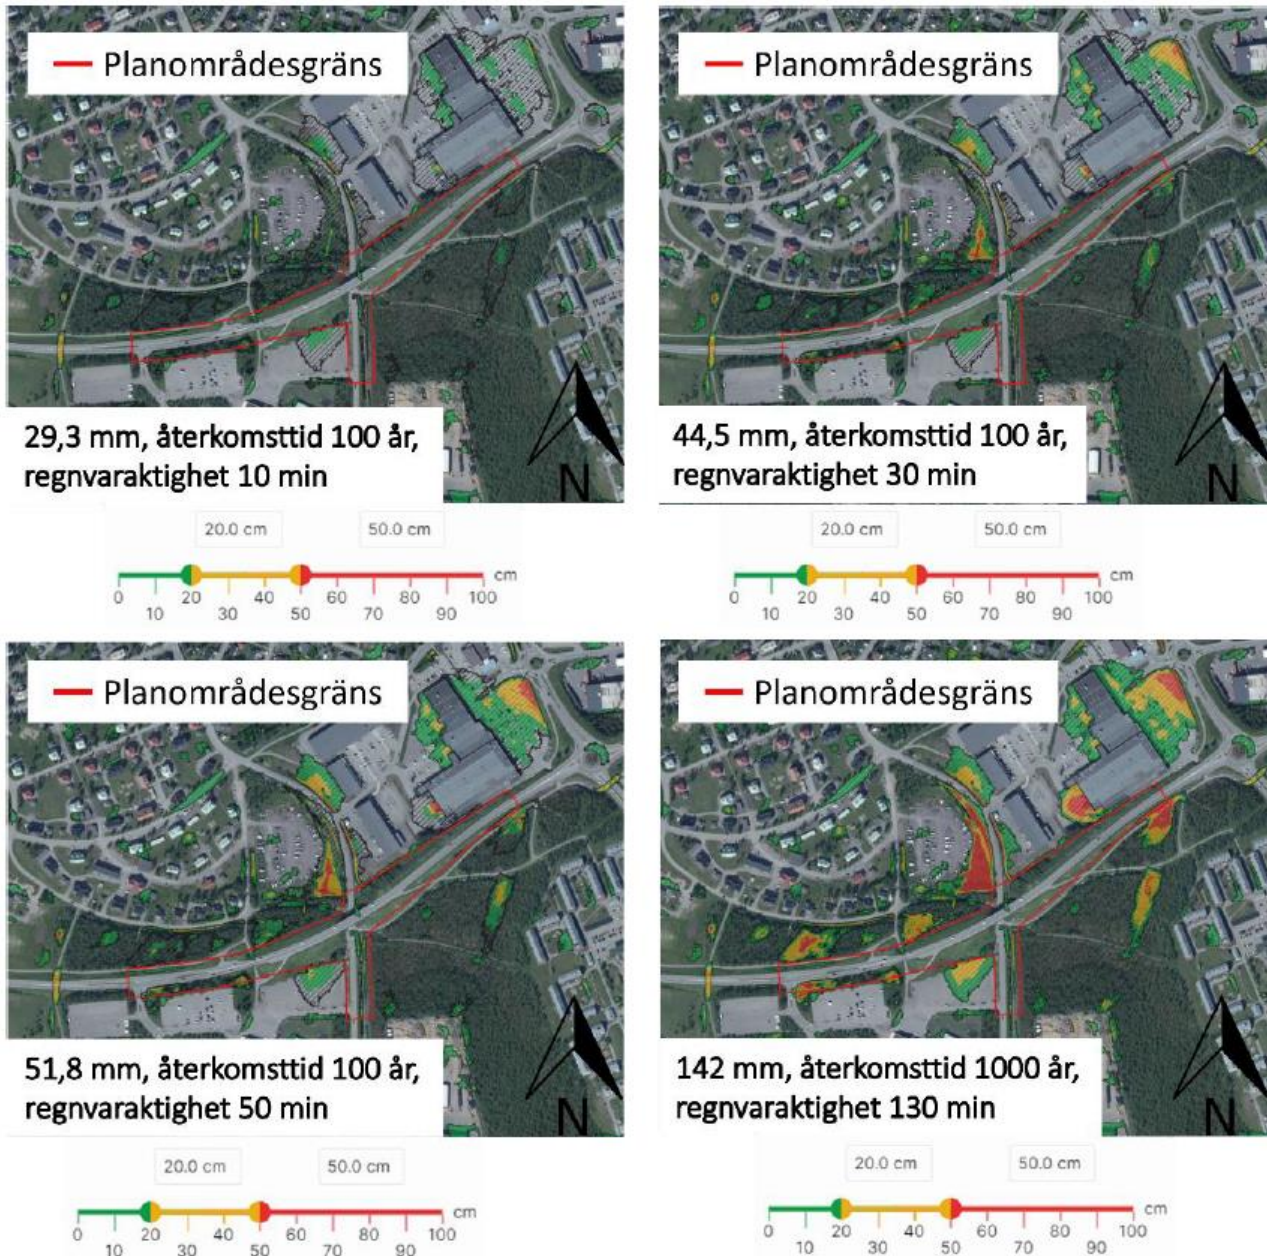 Planområdesgräns
29,3 mm, återkomsttid 100 år,
regnvaraktighet 10 min
N
20.0 cm 50.0 cm
cm
0 20 40 50 60 80 100
10 30 70 90
Planområdesgräns
44,5 mm, återkomsttid 100 år,
regnvaraktighet 30 min
N
20.0 cm 50.0 cm
cm
0 20 40 50 60 80 100
10 30 70 90
Planområdesgräns
51,8 mm, återkomsttid 100 år,
regnvaraktighet 50 min
N
20.0 cm 50.0 cm
cm
0 20 30 40 50 60 70 80 100
10 90
Planområdesgräns
142 mm, återkomsttid 1000 år,
regnvaraktighet 130 min
N
20.0 cm 50.0 cm
cm
0 20 40 50 60 80 100
10 30 70 90